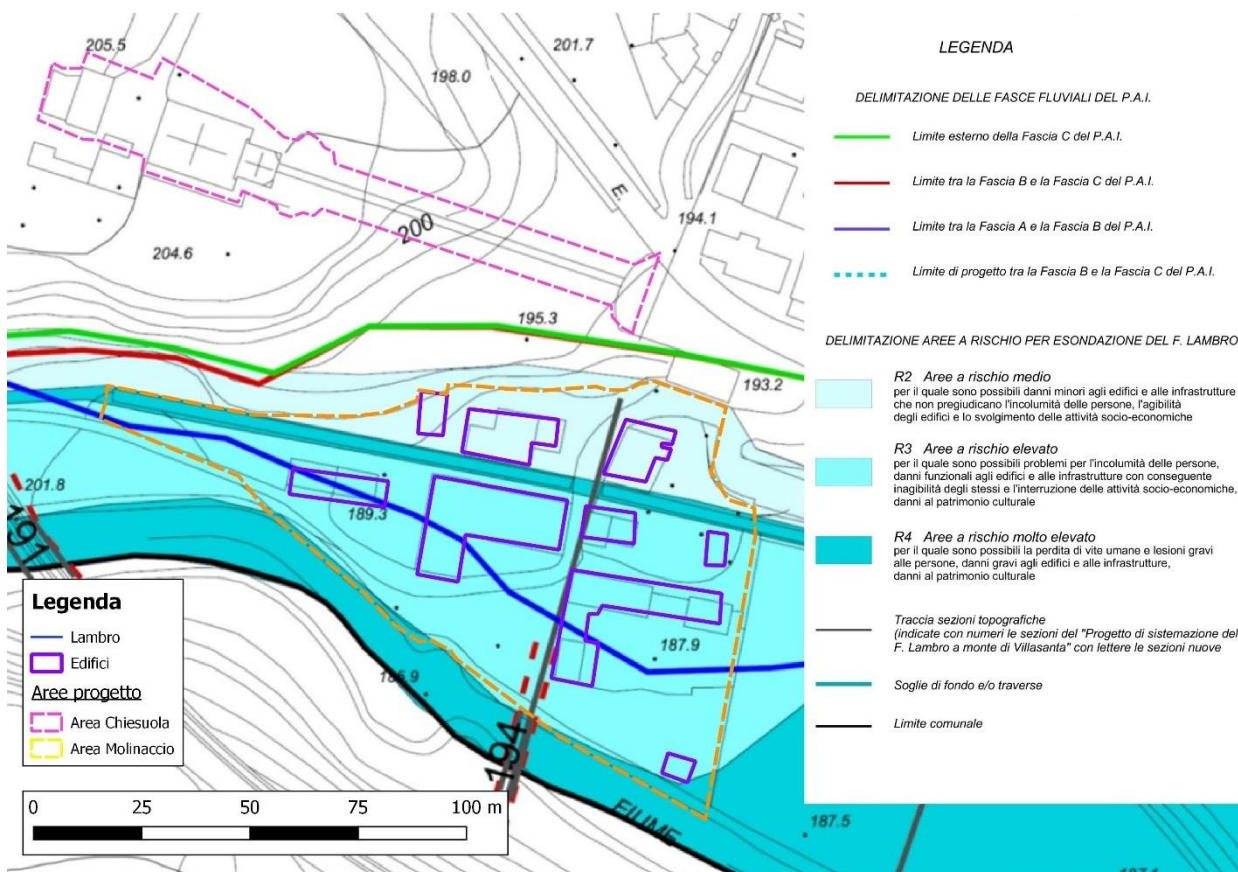 205.5
201.7
198.0
E.
194.1
200
204.6
195.3
193.2
201.8
191
189.3
187.9
185.9
194
FIUME
187.5
Legenda
Lambro
Edifici
Aree progetto
Area Chiesuola
Area Molinaccio
0 25 50 75 100 m
LEGENDA
DELIMITAZIONE DELLE FASCE FLUVIALI DEL P.A.I.
Limite esterno della Fascia C del P.A.I.
Limite tra la Fascia B e la Fascia C del P.A.I.
Limite tra la Fascia A e la Fascia B del P.A.I.
Limite di progetto tra la Fascia B e la Fascia C del P.A.I.
DELIMITAZIONE AREE A RISCHIO PER ESONDAZIONE DEL F. LAMBRO
R2 Aree a rischio medio
per il quale sono possibili danni minori agli edifici e alle infrastrutture
che non pregiudicano l'incolumità delle persone, l'agibilità
degli edifici e lo svolgimento delle attività socio-economiche
R3 Aree a rischio elevato
per il quale sono possibili problemi per l'incolumità delle persone,
danni funzionali agli edifici e alle infrastrutture con conseguente
inagibilità degli stessi e l'interruzione delle attività socio-economiche,
danni al patrimonio culturale
R4 Aree a rischio molto elevato
per il quale sono possibili la perdita di vite umane e lesioni gravi
alle persone, danni gravi agli edifici e alle infrastrutture,
danni al patrimonio culturale
Traccia sezioni topografiche
(indicate con numeri le sezioni del "Progetto di sistemazione del
F. Lambro a monte di Villasanta" con lettere le sezioni nuove
Soglie di fondo e/o traverse
Limite comunale